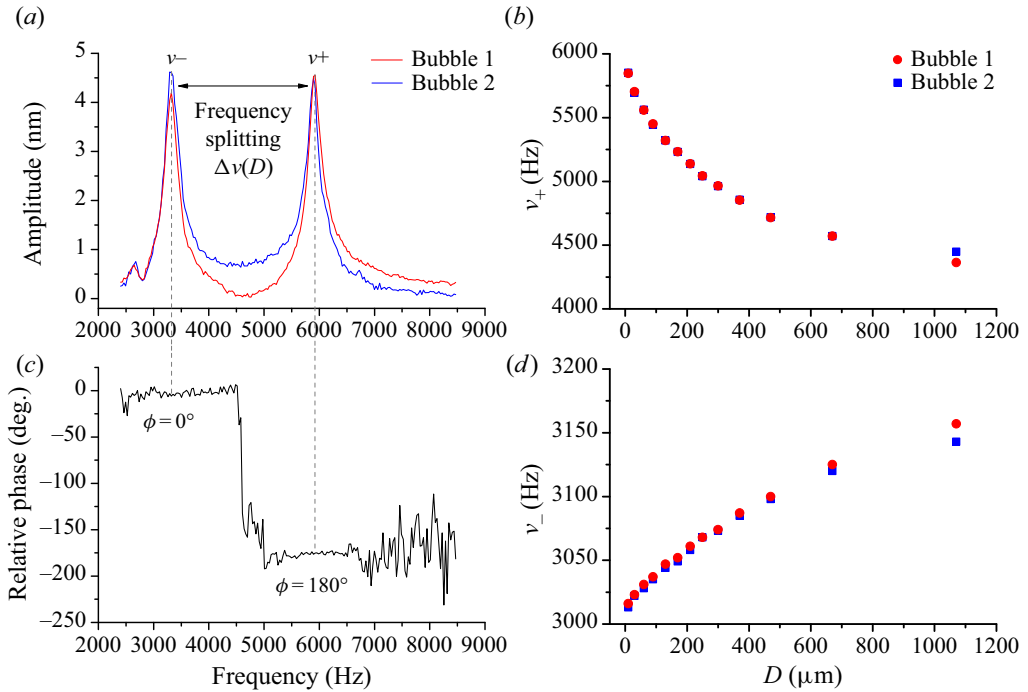 (a)
v–
v+
Bubble 1
Bubble 2
Frequency
splitting
Δv(D)
Amplitude (nm)
5
4
3
2
1
0
2000 3000 4000 5000 6000 7000 8000 9000
(b)
Bubble 1
Bubble 2
v+ (Hz)
6000
5500
5000
4500
4000
0 200 400 600 800 1000 1200
(c)
Relative phase (deg.)
0
–50
–100
–150
–200
–250
ϕ = 0°
ϕ = 180°
2000 3000 4000 5000 6000 7000 8000 9000
Frequency (Hz)
(d)
v– (Hz)
3200
3150
3100
3050
3000
0 200 400 600 800 1000 1200
D (μm)